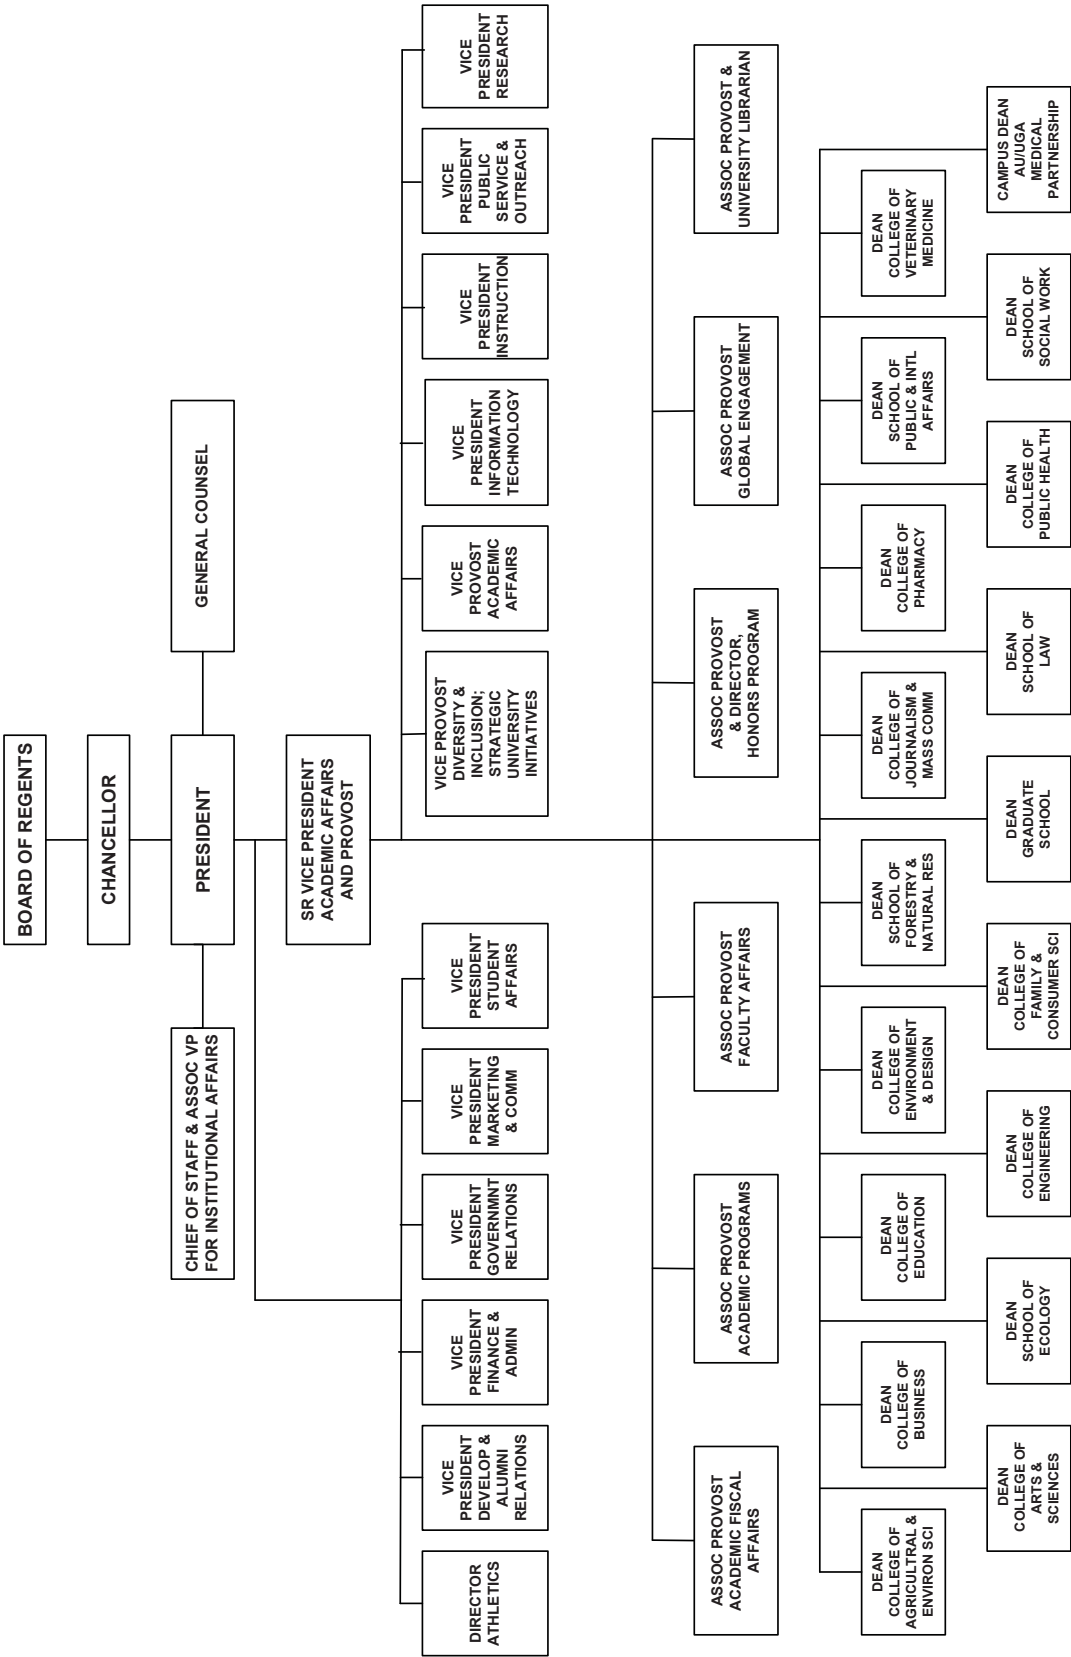 BOARD OF REGENTS
CHANCELLOR
CHIEF OF STAFF & ASSOC VP
FOR INSTITUTIONAL AFFAIRS
PRESIDENT
GENERAL COUNSEL
SR VICE PRESIDENT
ACADEMIC AFFAIRS
AND PROVOST
DIRECTOR
ATHLETICS
VICE
PRESIDENT
DEVELOP &
ALUMNI
RELATIONS
VICE
PRESIDENT
FINANCE &
ADMIN
VICE
PRESIDENT
GOVERNMNT
RELATIONS
VICE
PRESIDENT
MARKETING
& COMM
VICE
PRESIDENT
STUDENT
AFFAIRS
VICE PROVOST
DIVERSITY &
INCLUSION;
STRATEGIC
UNIVERSITY
INITIATIVES
VICE
PROVOST
ACADEMIC
AFFAIRS
VICE
PRESIDENT
INFORMATION
TECHNOLOGY
VICE
PRESIDENT
INSTRUCTION
VICE
PRESIDENT
PUBLIC
SERVICE &
OUTREACH
VICE
PRESIDENT
RESEARCH
ASSOC PROVOST
ACADEMIC FISCAL
AFFAIRS
ASSOC PROVOST
ACADEMIC PROGRAMS
ASSOC PROVOST
FACULTY AFFAIRS
ASSOC PROVOST
& DIRECTOR,
HONORS PROGRAM
ASSOC PROVOST
GLOBAL ENGAGEMENT
ASSOC PROVOST &
UNIVERSITY LIBRARIAN
DEAN
COLLEGE OF
AGRICULTRAL &
ENVIRON SCI
DEAN
COLLEGE OF
BUSINESS
DEAN
COLLEGE OF
EDUCATION
DEAN
COLLEGE OF
ENVIRONMENT
& DESIGN
DEAN
SCHOOL OF
FORESTRY &
NATURAL RES
DEAN
COLLEGE OF
JOURNALISM &
MASS COMM
DEAN
COLLEGE OF
PHARMACY
DEAN
SCHOOL OF
PUBLIC & INTL
AFFAIRS
DEAN
COLLEGE OF
VETERINARY
MEDICINE
DEAN
COLLEGE OF
ARTS &
SCIENCES
DEAN
SCHOOL OF
ECOLOGY
DEAN
COLLEGE OF
ENGINEERING
DEAN
COLLEGE OF
FAMILY &
CONSUMER SCI
DEAN
GRADUATE
SCHOOL
DEAN
SCHOOL OF
LAW
DEAN
COLLEGE OF
PUBLIC HEALTH
DEAN
SCHOOL OF
SOCIAL WORK
CAMPUS DEAN
AU/UGA
MEDICAL
PARTNERSHIP